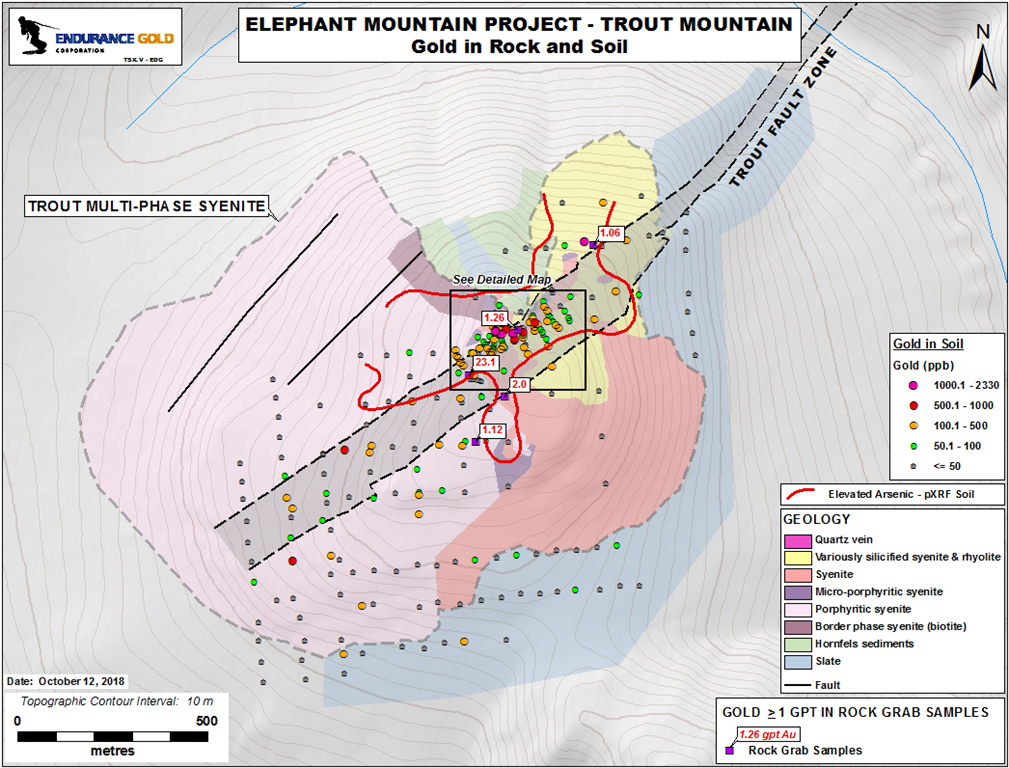 ENDURANCE GOLD
CORPORATION
TSX.V - EDG
ELEPHANT MOUNTAIN PROJECT - TROUT MOUNTAIN
Gold in Rock and Soil
N
TROUT FAULT ZONE
TROUT MULTI-PHASE SYENITE
1.06
See Detailed Map
1.26
23.1
2.0
1.12
Gold in Soil
Gold (ppb)
1000.1 - 2330
500.1 - 1000
100.1 - 500
50.1 - 100
<= 50
Elevated Arsenic - pXRF Soil
GEOLOGY
Quartz vein
Variously silicified syenite & rhyolite
Syenite
Micro-porphyritic syenite
Porphyritic syenite
Border phase syenite (biotite)
Hornfels sediments
Slate
Fault
Date: October 12, 2018
Topographic Contour Interval: 10 m
0 500
metres
GOLD ≥ 1 GPT IN ROCK GRAB SAMPLES
1.26 gpt Au
Rock Grab Samples